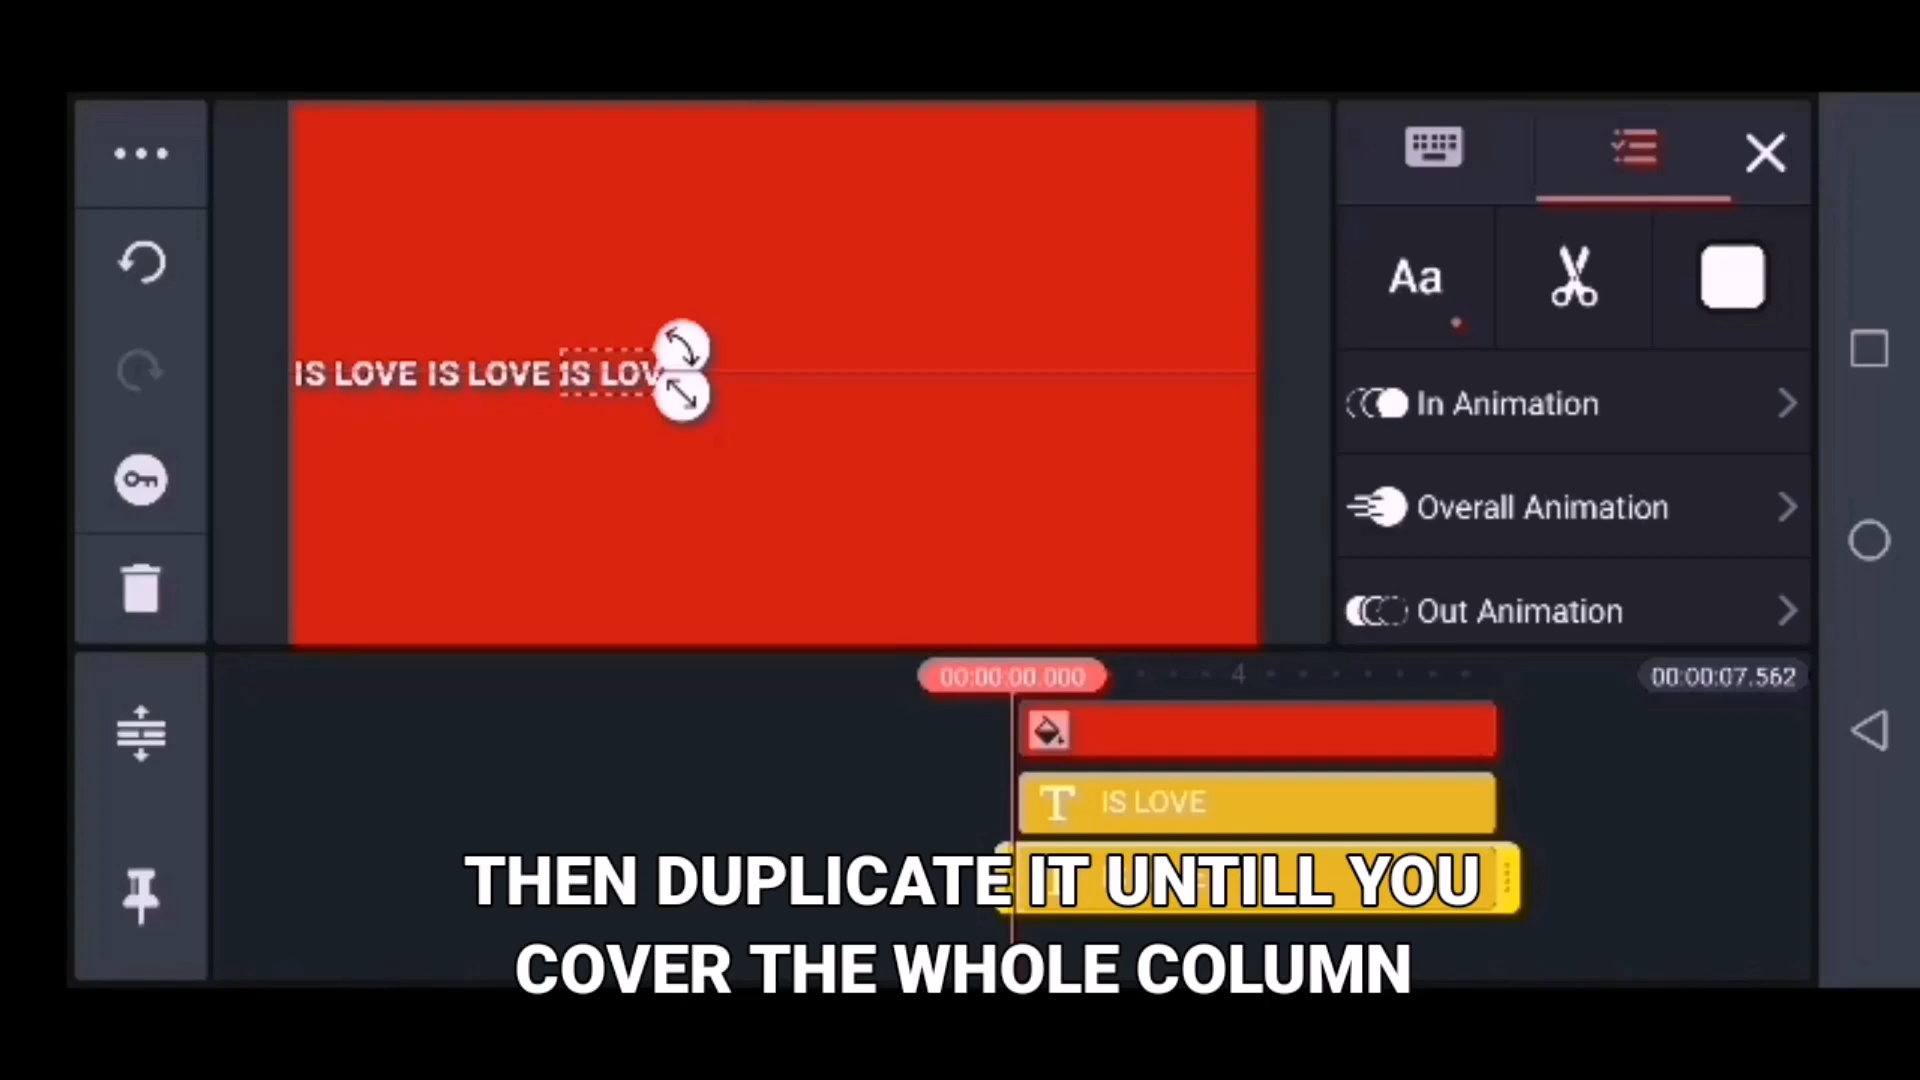 IS LOVE IS LOVE IS LOV
Aa
In Animation
Overall Animation
Out Animation
00:00:00.000
4
00:00:07.562
T IS LOVE
THEN DUPLICATE IT UNTILL YOU
COVER THE WHOLE COLUMN